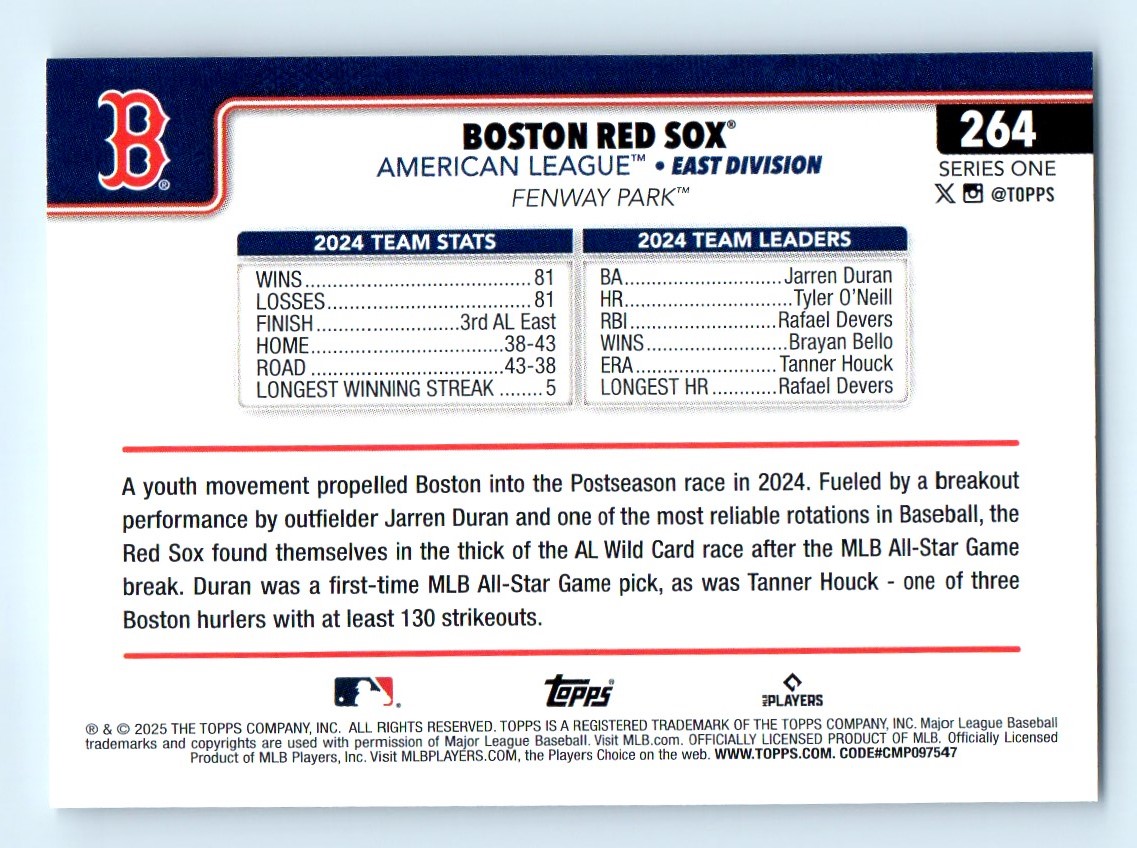 B®
BOSTON RED SOX®
264
AMERICAN LEAGUE™ • EAST DIVISION
SERIES ONE
FENWAY PARK™
@TOPPS
2024 TEAM STATS
WINS................................................81
LOSSES...........................................81
FINISH.......................3rd AL East
HOME........................................38-43
ROAD ........................................43-38
LONGEST WINNING STREAK ........5
2024 TEAM LEADERS
BA............................Jarren Duran
HR..............................Tyler O'Neill
RBI..........................Rafael Devers
WINS.........................Brayan Bello
ERA.........................Tanner Houck
LONGEST HR............Rafael Devers
A youth movement propelled Boston into the Postseason race in 2024. Fueled by a breakout
performance by outfielder Jarren Duran and one of the most reliable rotations in Baseball, the
Red Sox found themselves in the thick of the AL Wild Card race after the MLB All-Star Game
break. Duran was a first-time MLB All-Star Game pick, as was Tanner Houck - one of three
Boston hurlers with at least 130 strikeouts.
Topps®
MLB PLAYERS
® & © 2025 THE TOPPS COMPANY, INC. ALL RIGHTS RESERVED. TOPPS IS A REGISTERED TRADEMARK OF THE TOPPS COMPANY, INC. Major League Baseball
trademarks and copyrights are used with permission of Major League Baseball. Visit MLB.com. OFFICIALLY LICENSED PRODUCT OF MLB. Officially Licensed
Product of MLB Players, Inc. Visit MLBPLAYERS.COM, the Players Choice on the web. WWW.TOPPS.COM. CODE#CMP097547